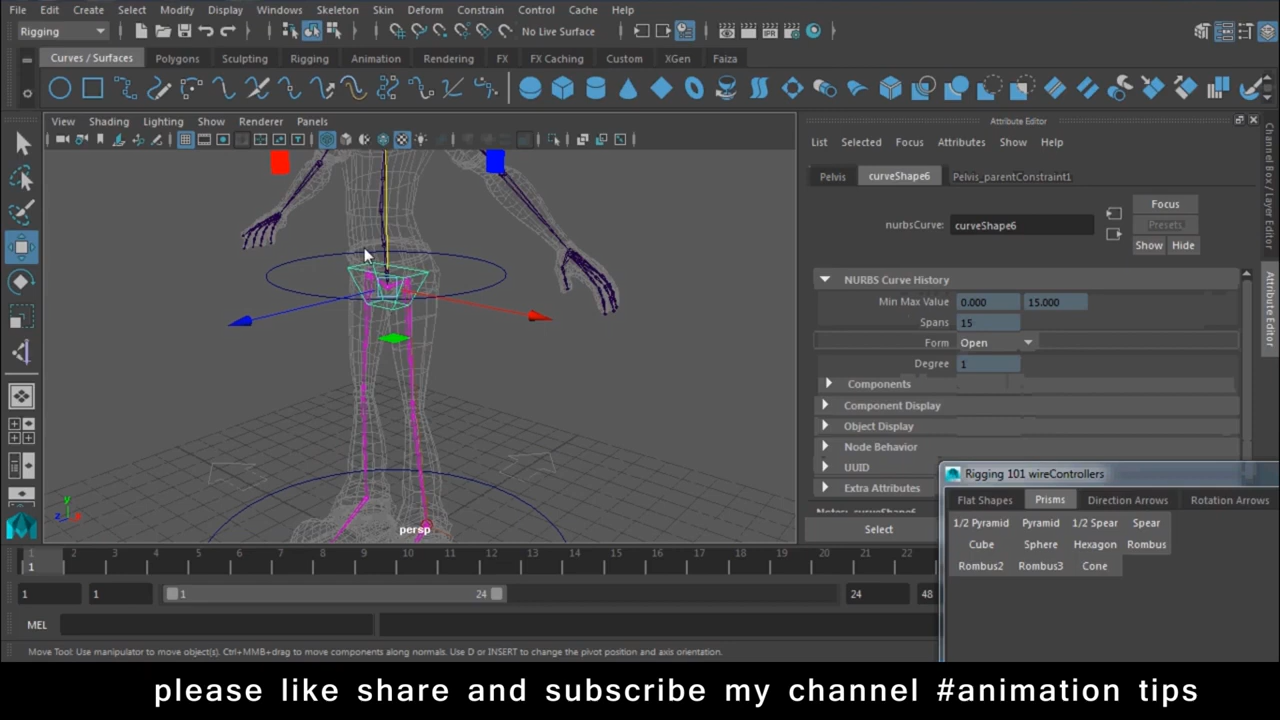 File Edit Create Select Modify Display Windows Skeleton Skin Deform Constrain Control Cache Help
Rigging No Live Surface
Curves / Surfaces Polygons Sculpting Rigging Animation Rendering FX FX Caching Custom XGen Faiza
View Shading Lighting Show Renderer Panels
Attribute Editor
List Selected Focus Attributes Show Help
Pelvis curveShape6 Pelvis_parentConstraint1
Focus
nurbsCurve: curveShape6 Presets
Show Hide
NURBS Curve History
Min Max Value 0.000 15.000
Spans 15
Form Open
Degree 1
Components
Component Display
Object Display
Node Behavior
UUID
Extra Attributes
Notes: curveShape6
Select
Channel Box / Layer Editor
Attribute Editor
Rigging 101 wireControllers
Flat Shapes Prisms Direction Arrows Rotation Arrows
1/2 Pyramid Pyramid 1/2 Spear Spear
Cube Sphere Hexagon Rombus
Rombus2 Rombus3 Cone
y
z x
persp
1 2 3 4 5 6 7 8 9 10 11 12 13 14 15 16 17 18 19 20 21 22
1
1 1 1 24 24 48
MEL
Move Tool: Use manipulator to move object(s). Ctrl+MMB+drag to move components along normals. Use D or INSERT to change the pivot position and axis orientation.
please like share and subscribe my channel #animation tips